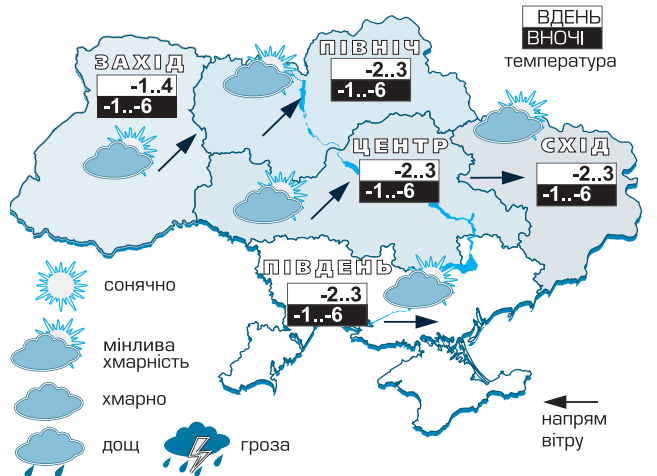 ВДЕНЬ
ВНОЧІ
температура
ПІВНІЧ
-2..3
-1..-6
ЗАХІД
-1..4
-1..-6
ЦЕНТР
-2..3
-1..-6
СХІД
-2..3
-1..-6
ПІВДЕНЬ
-2..3
-1..-6
сонячно
мінлива
хмарність
хмарно
дощ
гроза
напрям
вітру